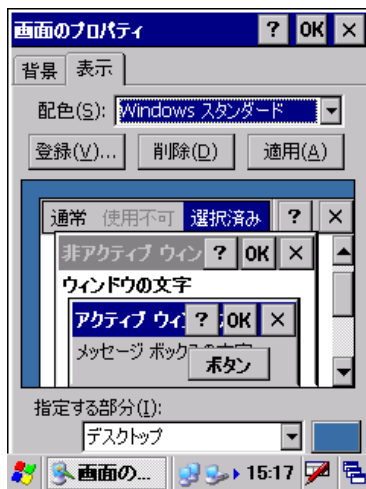 画面のプロパティ ? OK ×
背景 表示
配色(S): Windows スタンダード
登録(V)... 削除(D) 適用(A)
通常 使用不可 選択済み ? ×
非アクティブ ウィン ? OK ×
ウィンドウの文字
アクティブ ウィ ? OK ×
メッセージ ボックスの文字
ボタン
指定する部分(I):
デスクトップ
画面の... 15:17